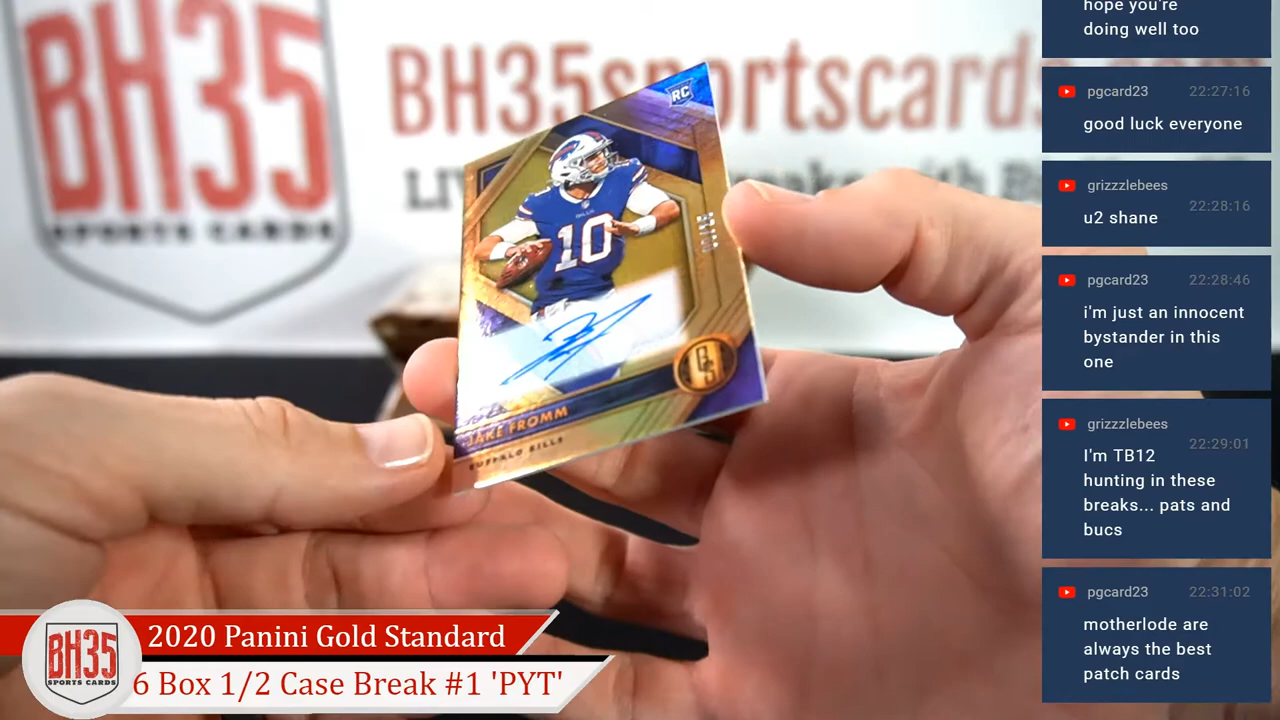 BH35
SPORTS CARDS
BH35sportscards.com
RC
BILLS
10
GS
JAKE FROMM
BUFFALO BILLS
2020 Panini Gold Standard
6 Box 1/2 Case Break #1 'PYT'
BH35
SPORTS CARDS
hope you're
doing well too
pgcard23 22:27:16
good luck everyone
grizzzlebees
22:28:16
u2 shane
pgcard23 22:28:46
i'm just an innocent
bystander in this
one
grizzzlebees
22:29:01
I'm TB12
hunting in these
breaks... pats and
bucs
pgcard23 22:31:02
motherlode are
always the best
patch cards